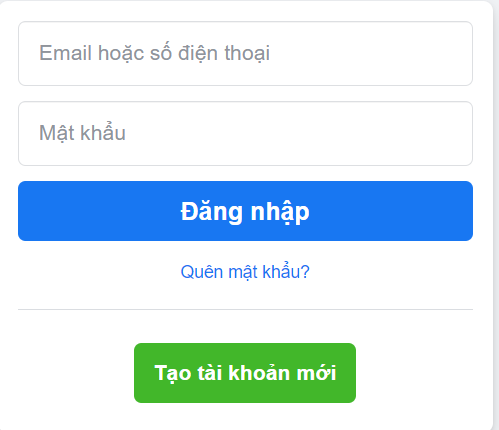 Email hoặc số điện thoại
Mật khẩu
Đăng nhập
Quên mật khẩu?
Tạo tài khoản mới